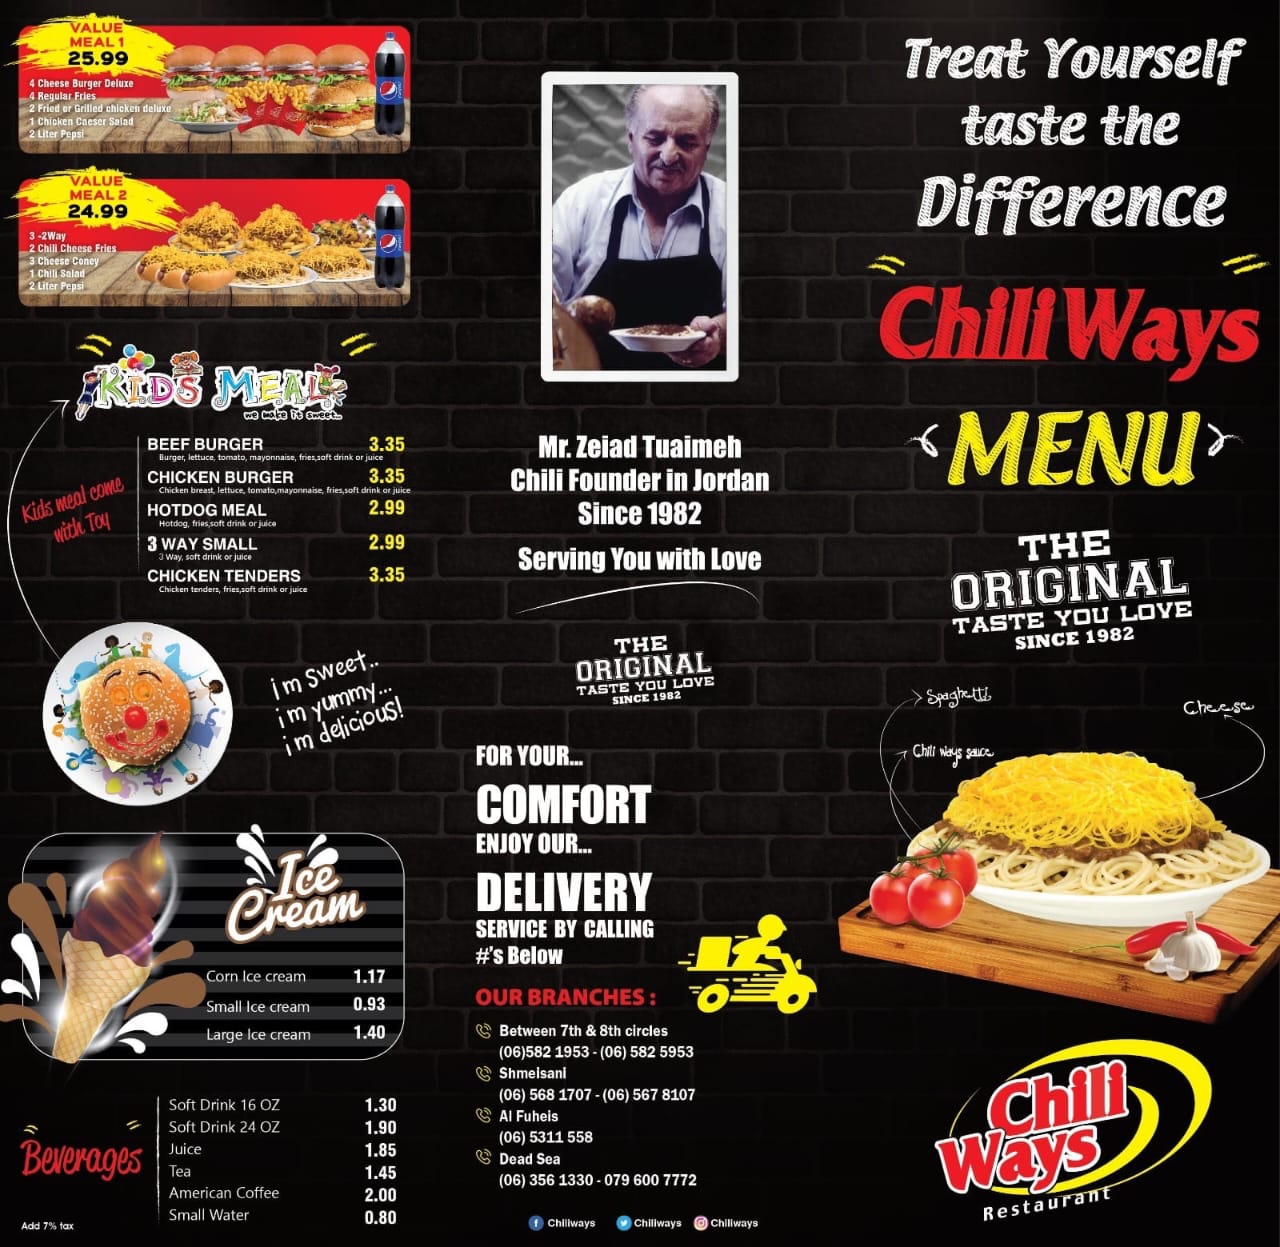 VALUE
MEAL 1
25.99
4 Cheese Burger Deluxe
4 Regular Fries
2 Fried or Grilled chicken deluxe
1 Chicken Caeser Salad
2 Liter Pepsi
VALUE
MEAL 2
24.99
3 -2Way
2 Chili Cheese Fries
3 Cheese Coney
1 Chili Salad
2 Liter Pepsi
KIDS MEAL
we make it sweet...
Kids meal come
with Toy
BEEF BURGER 3.35
Burger, lettuce, tomato, mayonnaise, fries,soft drink or juice
CHICKEN BURGER 3.35
Chicken breast, lettuce, tomato,mayonnaise, fries,soft drink or juice
HOTDOG MEAL 2.99
Hotdog, fries,soft drink or juice
3 WAY SMALL 2.99
3 Way, soft drink or juice
CHICKEN TENDERS 3.35
Chicken tenders, fries,soft drink or juice
i m sweet..
i m yummy...
i m delicious!
Ice
Cream
Corn Ice cream 1.17
Small Ice cream 0.93
Large Ice cream 1.40
Beverages
Soft Drink 16 OZ 1.30
Soft Drink 24 OZ 1.90
Juice 1.85
Tea 1.45
American Coffee 2.00
Small Water 0.80
Add 7% tax
Mr. Zeiad Tuaimeh
Chili Founder in Jordan
Since 1982
Serving You with Love
THE
ORIGINAL
TASTE YOU LOVE
SINCE 1982
FOR YOUR...
COMFORT
ENJOY OUR...
DELIVERY
SERVICE BY CALLING
#'s Below
OUR BRANCHES :
Between 7th & 8th circles
(06)582 1953 - (06) 582 5953
Shmeisani
(06) 568 1707 - (06) 567 8107
Al Fuheis
(06) 5311 558
Dead Sea
(06) 356 1330 - 079 600 7772
Chiliways Chiliways Chiliways
Treat Yourself
taste the
Difference
Chili Ways
MENU
THE
ORIGINAL
TASTE YOU LOVE
SINCE 1982
Spaghetti
Cheese
Chili ways sauce
Chili
Ways
Restaurant